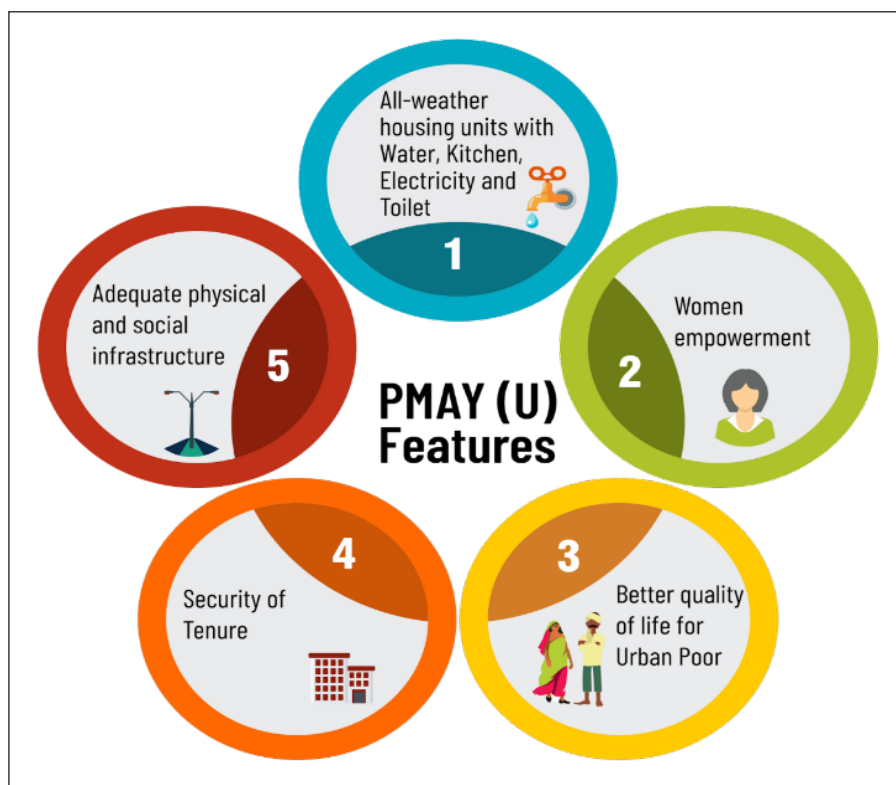 All-weather
housing units with
Water, Kitchen,
Electricity and
Toilet
1
Women
empowerment
2
3
Better quality
of life for
Urban Poor
4
Security of
Tenure
Adequate physical
and social
infrastructure
5
PMAY (U)
Features